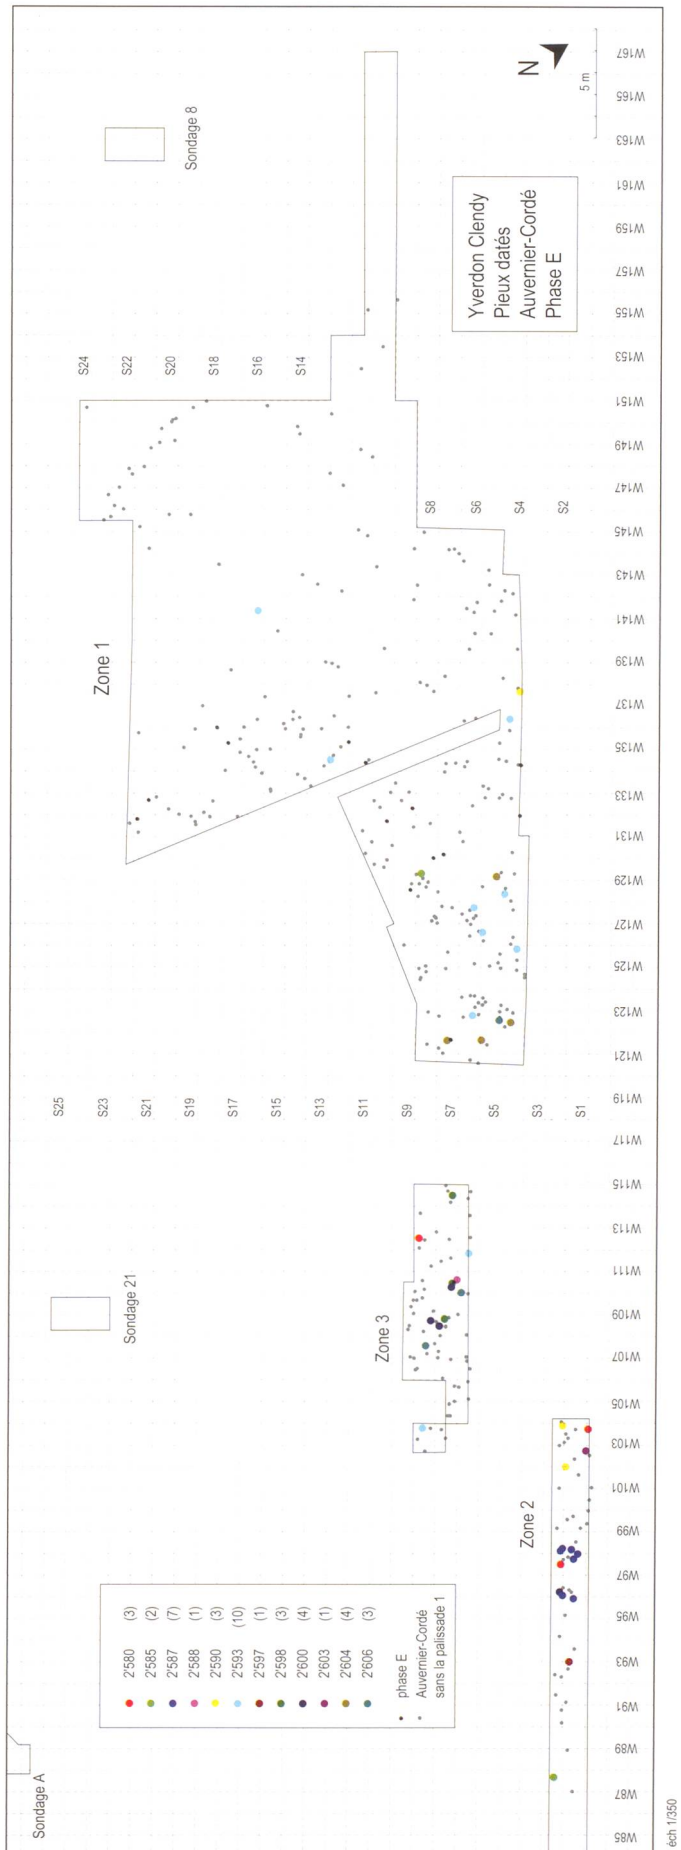 Yverdon Clendy
Pieux datés
Auvernier-Cordé
Phase E
N
5 m
Sondage 8
Zone 1
S24
S22
S20
S18
S16
S14
S8
S6
S4
S2
S25
S23
S21
S19
S17
S15
S13
S11
S9
S7
S5
S3
S1
Sondage 21
Zone 3
Zone 2
Sondage A
2'580 (3)
2'585 (2)
2'587 (7)
2'588 (1)
2'590 (3)
2'593 (10)
2'597 (1)
2'598 (3)
2'600 (4)
2'603 (1)
2'604 (4)
2'606 (3)
phase E
Auvernier-Cordé
sans la palissade 1
W167
W165
W163
W161
W159
W157
W155
W153
W151
W149
W147
W145
W143
W141
W139
W137
W135
W133
W131
W129
W127
W125
W123
W121
W119
W117
W115
W113
W111
W109
W107
W105
W103
W101
W99
W97
W95
W93
W91
W89
W87
W85
éch 1/350